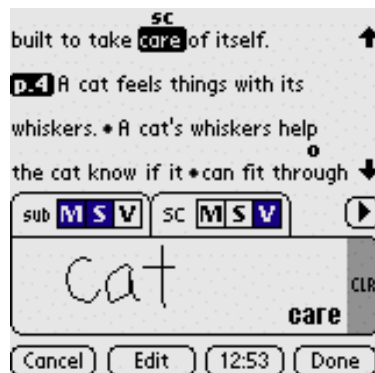 sc
built to take care of itself.
p.4 A cat feels things with its
whiskers. • A cat's whiskers help
o
the cat know if it •can fit through
sub M S V SC M S V
cat
CLR
care
Cancel Edit 12:53 Done